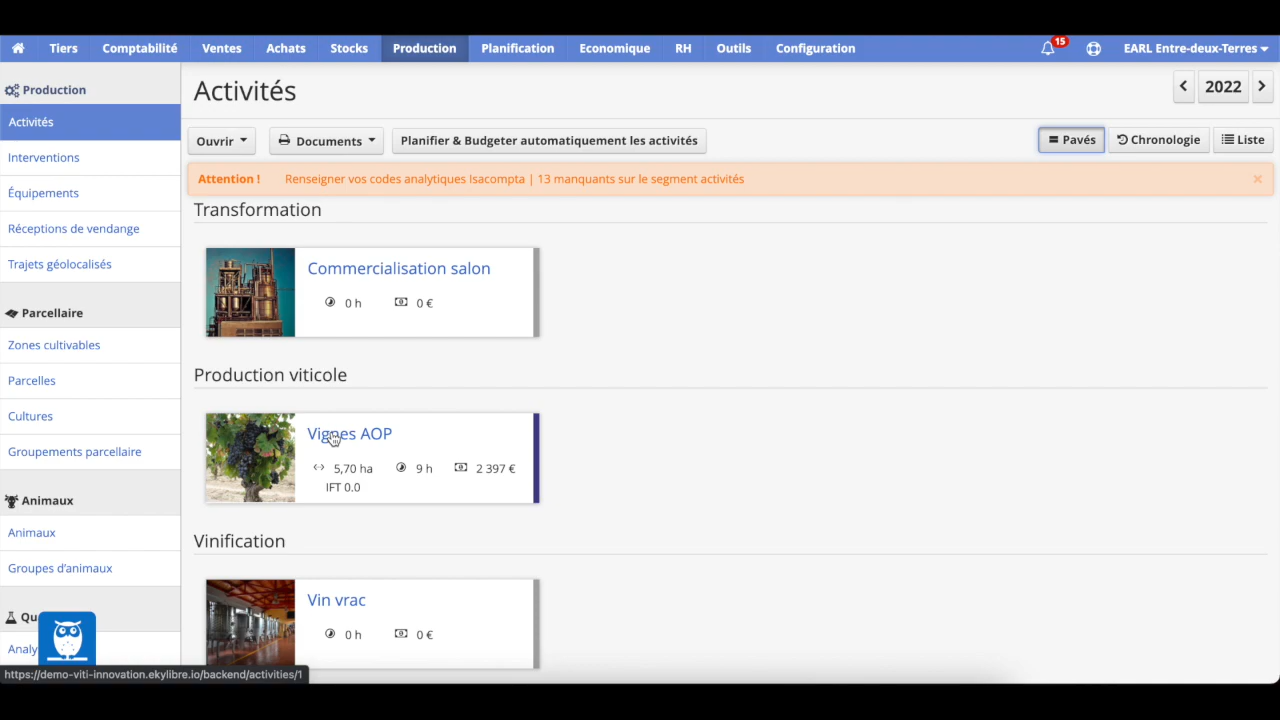 Tiers Comptabilité Ventes Achats Stocks Production Planification Economique RH Outils Configuration 15 EARL Entre-deux-Terres
Production
Activités
Interventions
Équipements
Réceptions de vendange
Trajets géolocalisés
Parcellaire
Zones cultivables
Parcelles
Cultures
Groupements parcellaire
Animaux
Animaux
Groupes d'animaux
Qu
Analy
https://demo-viti-innovation.ekylibre.io/backend/activities/1
Activités
2022
Ouvrir Documents Planifier & Budgeter automatiquement les activités Pavés Chronologie Liste
Attention ! Renseigner vos codes analytiques Isacompta | 13 manquants sur le segment activités ×
Transformation
Commercialisation salon
0 h 0 €
Production viticole
Vignes AOP
5,70 ha 9 h 2 397 €
IFT 0.0
Vinification
Vin vrac
0 h 0 €